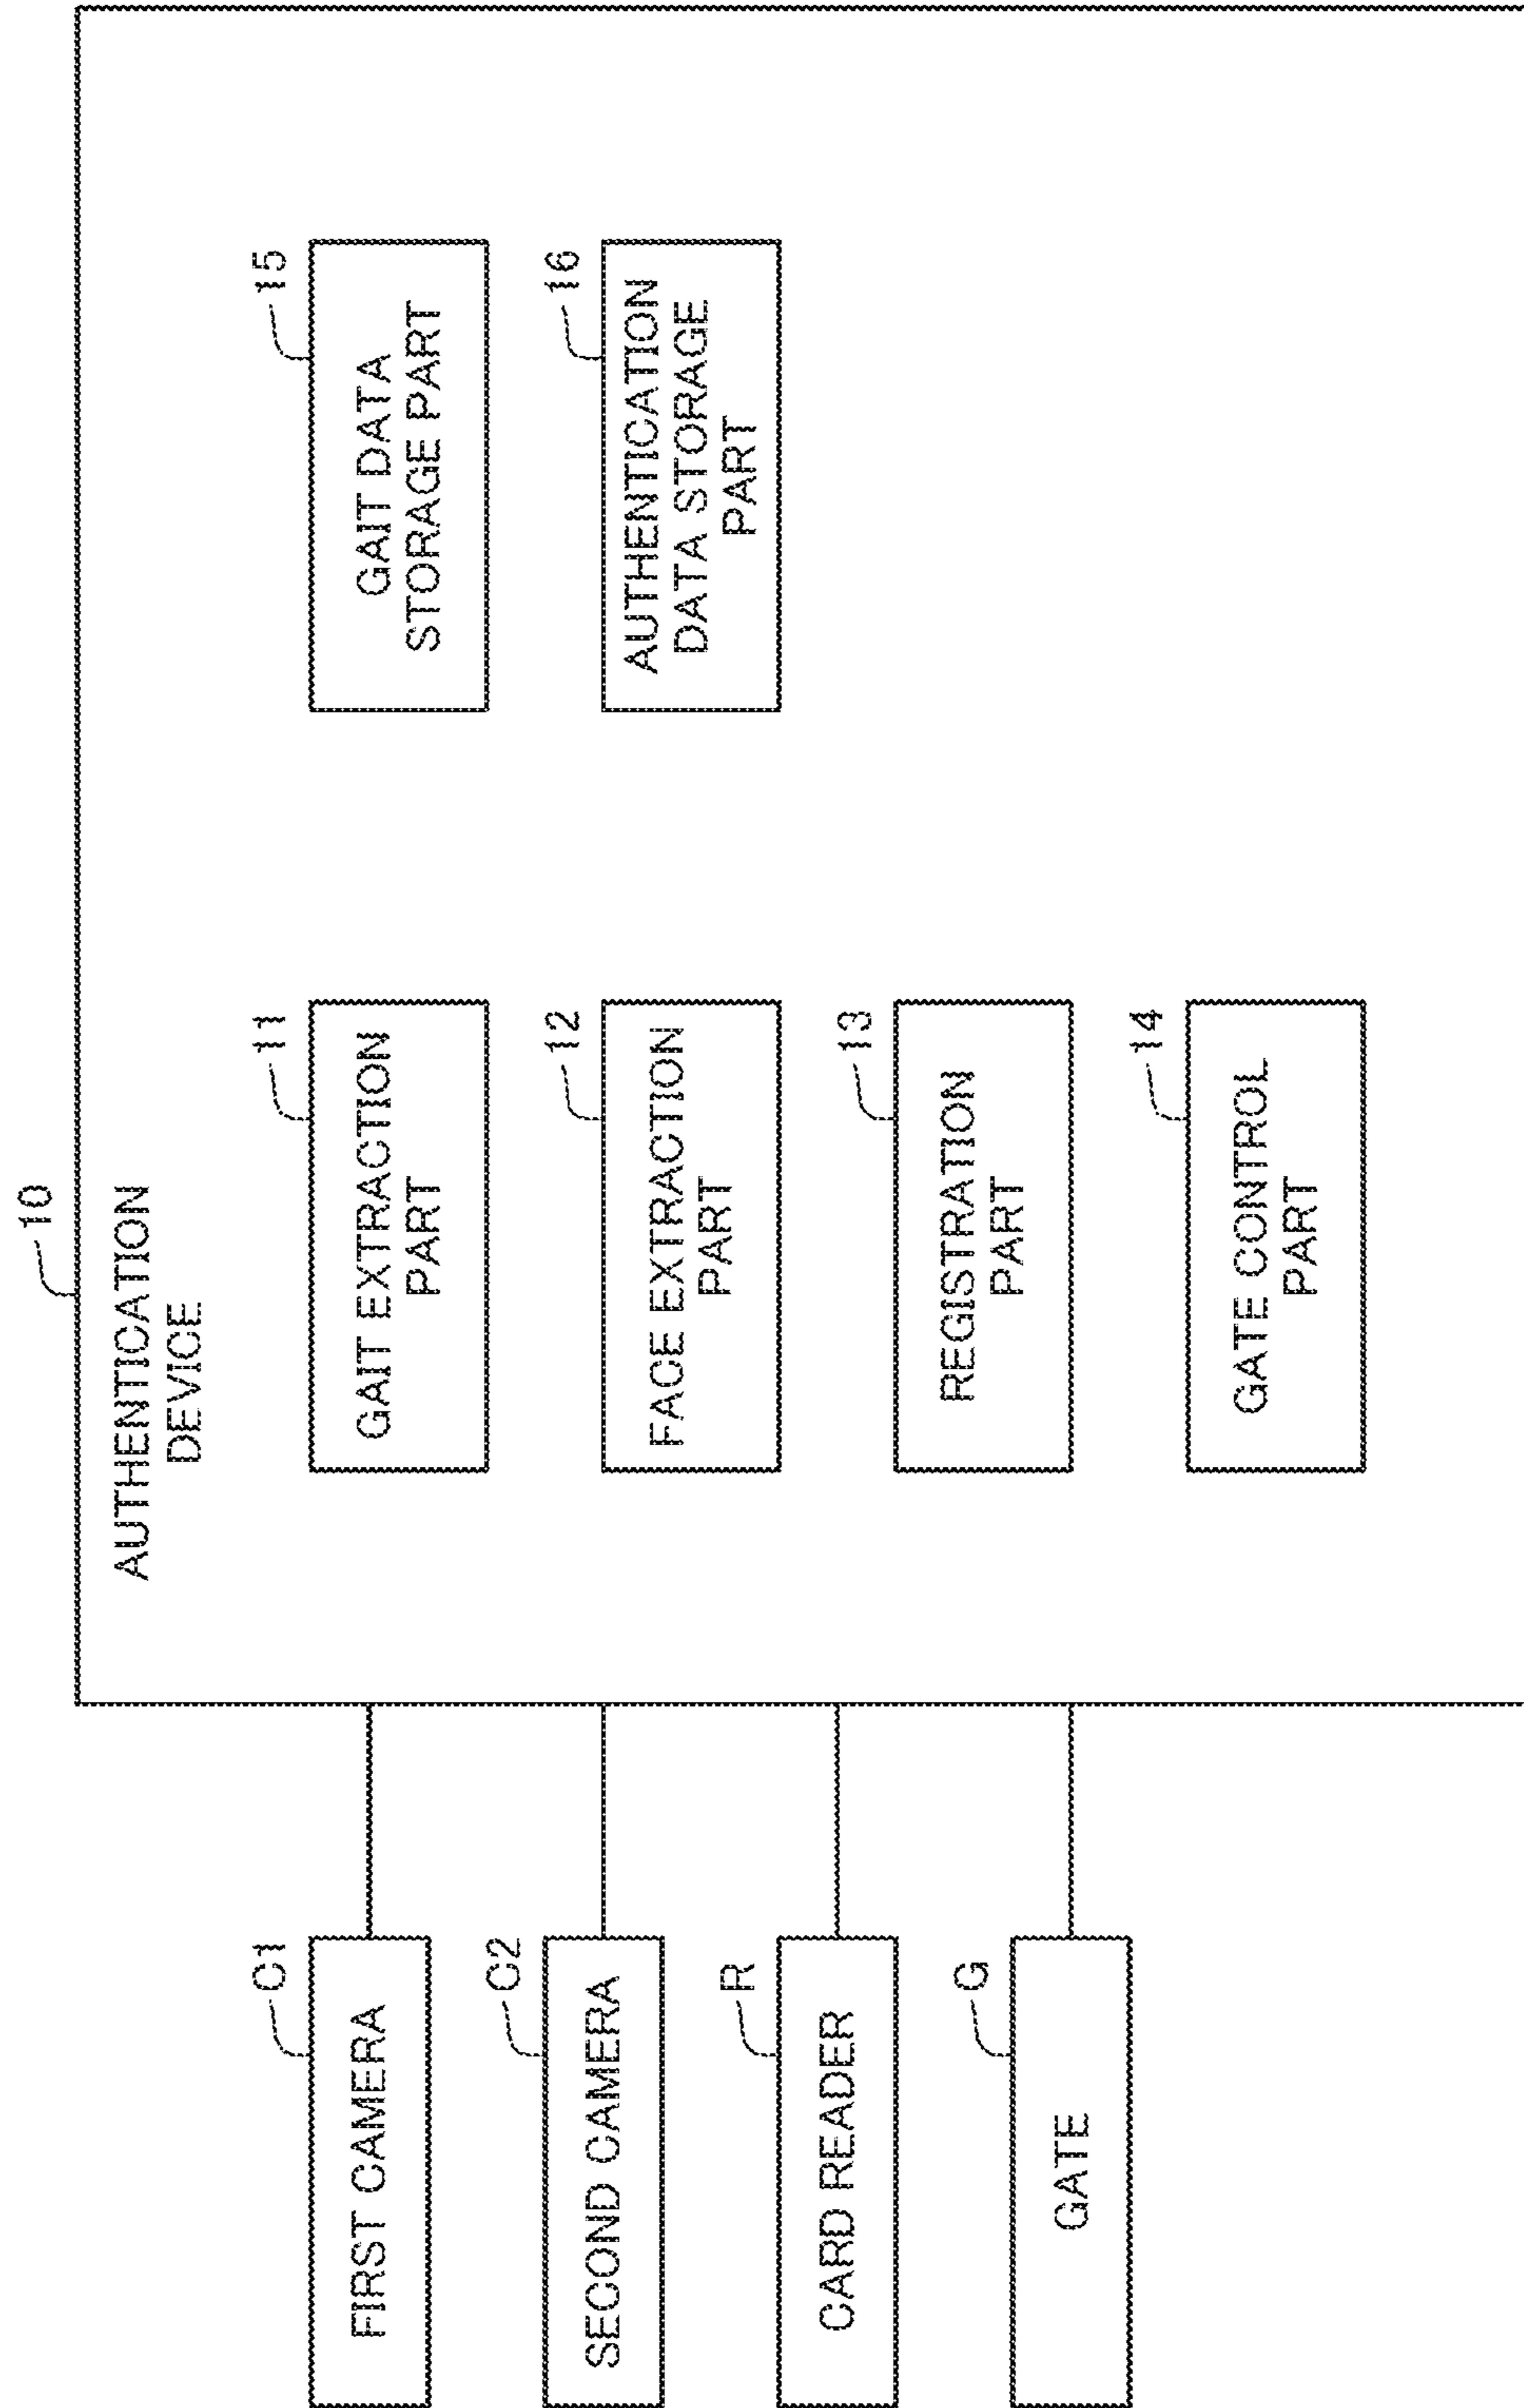 10
AUTHENTICATION
DEVICE
C1
FIRST CAMERA
11
GAIT EXTRACTION
PART
15
GAIT DATA
STORAGE PART
C2
SECOND CAMERA
12
FACE EXTRACTION
PART
16
AUTHENTICATION
DATA STORAGE
PART
R
CARD READER
13
REGISTRATION
PART
G
GATE
14
GATE CONTROL
PART